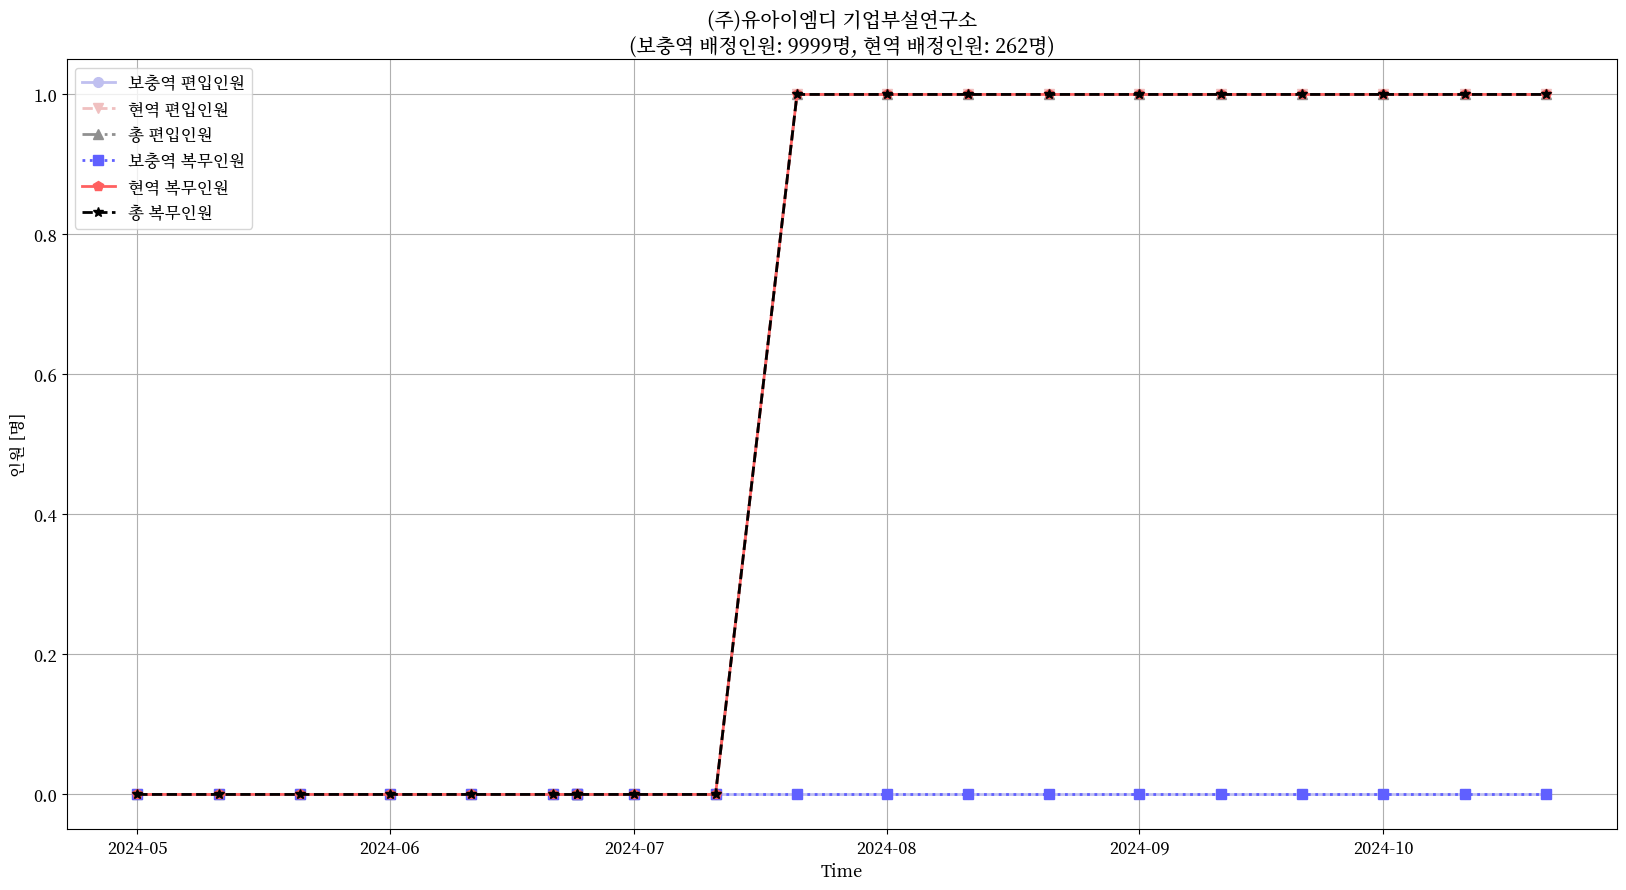 (주)유아이엠디 기업부설연구소
(보충역 배정인원: 9999명, 현역 배정인원: 262명)
보충역 편입인원
현역 편입인원
총 편입인원
보충역 복무인원
현역 복무인원
총 복무인원
1.0
0.8
0.6
0.4
0.2
0.0
인원 [명]
2024-05
2024-06
2024-07
2024-08
2024-09
2024-10
Time